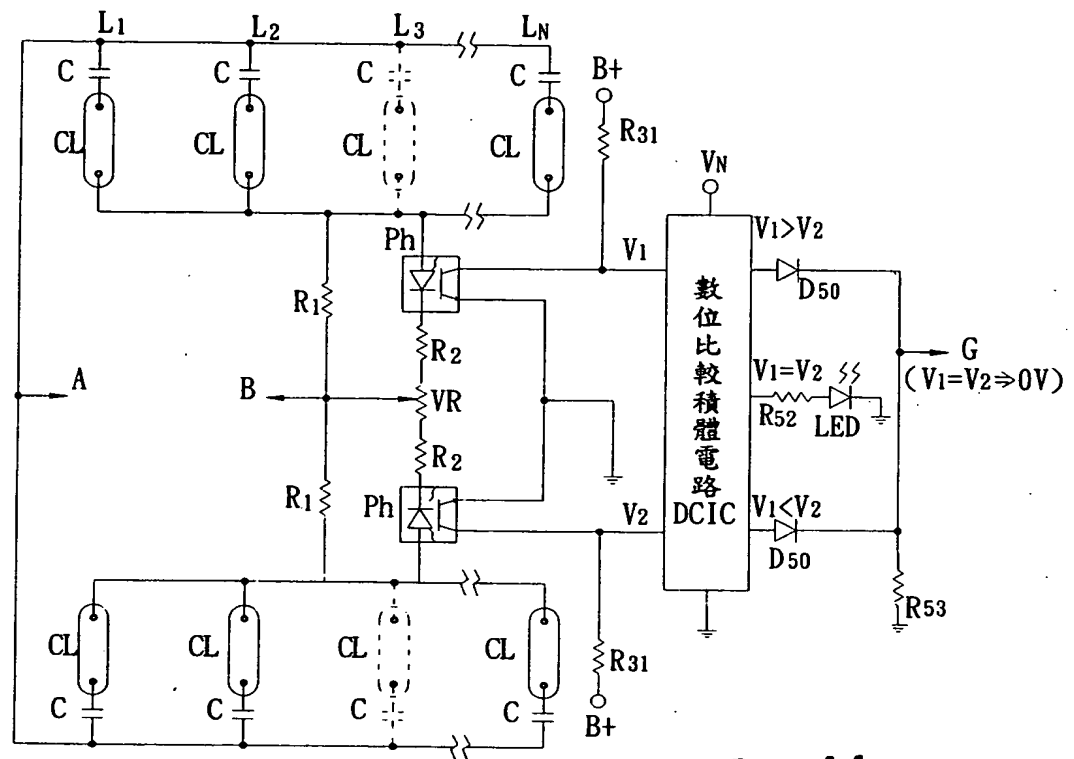 L1 L2 L3 LN
C C C C
CL CL CL CL
B+
R31
VN
Ph
V1
V1>V2
D50
R1
R2
數位比較積體電路
DCIC
A
B
VR
V1=V2
R52
LED
G
(V1=V2⇒0V)
R2
R1
Ph
V2
V1<V2
D50
R53
CL CL CL CL
R31
C C C C
B+